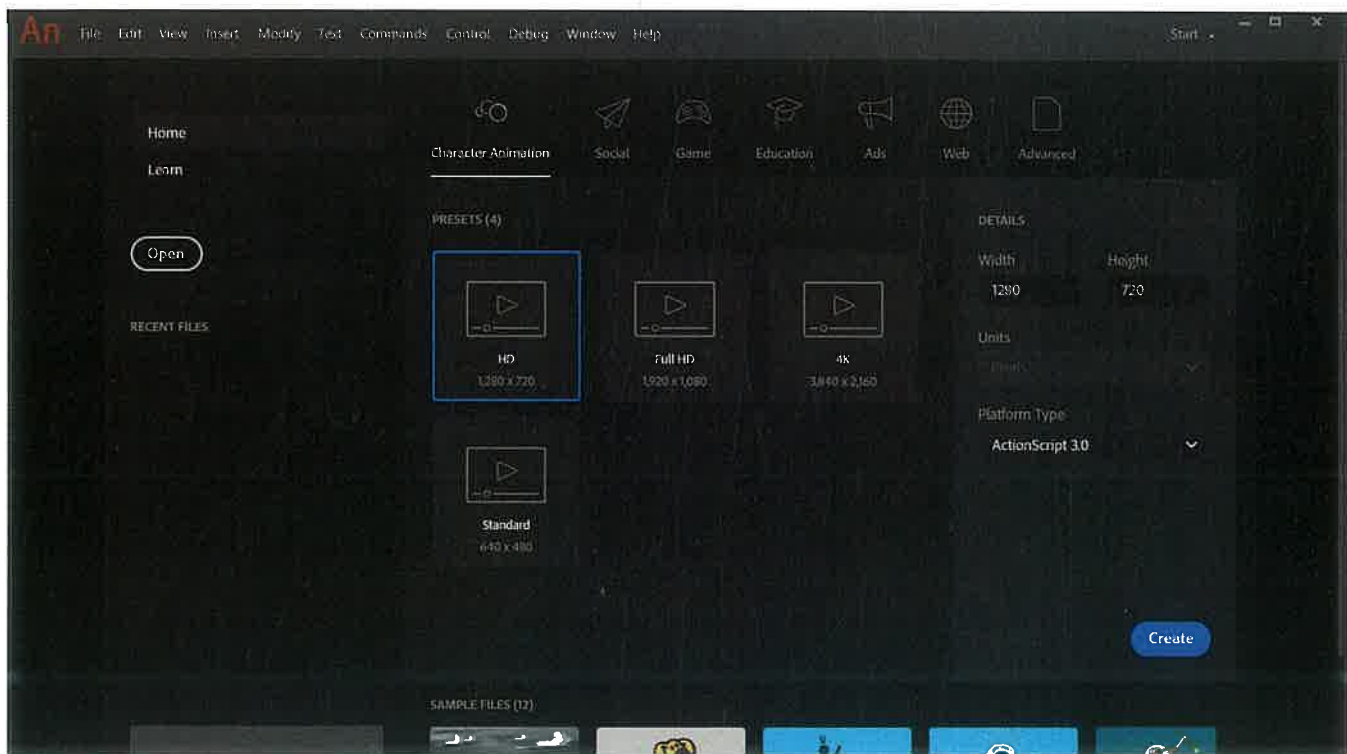 An File Edit View Insert Modify Text Commands Control Debug Window Help Start
Home
Learn
Open
RECENT FILES
Character Animation Social Game Education Ads Web Advanced
PRESETS (4)
HD
1,280 x 720
Full HD
1,920 x 1,080
4K
3,840 x 2,160
Standard
640 x 480
DETAILS
Width Height
1280 720
Units
Pixels
Platform Type
ActionScript 3.0
Create
SAMPLE FILES (12)